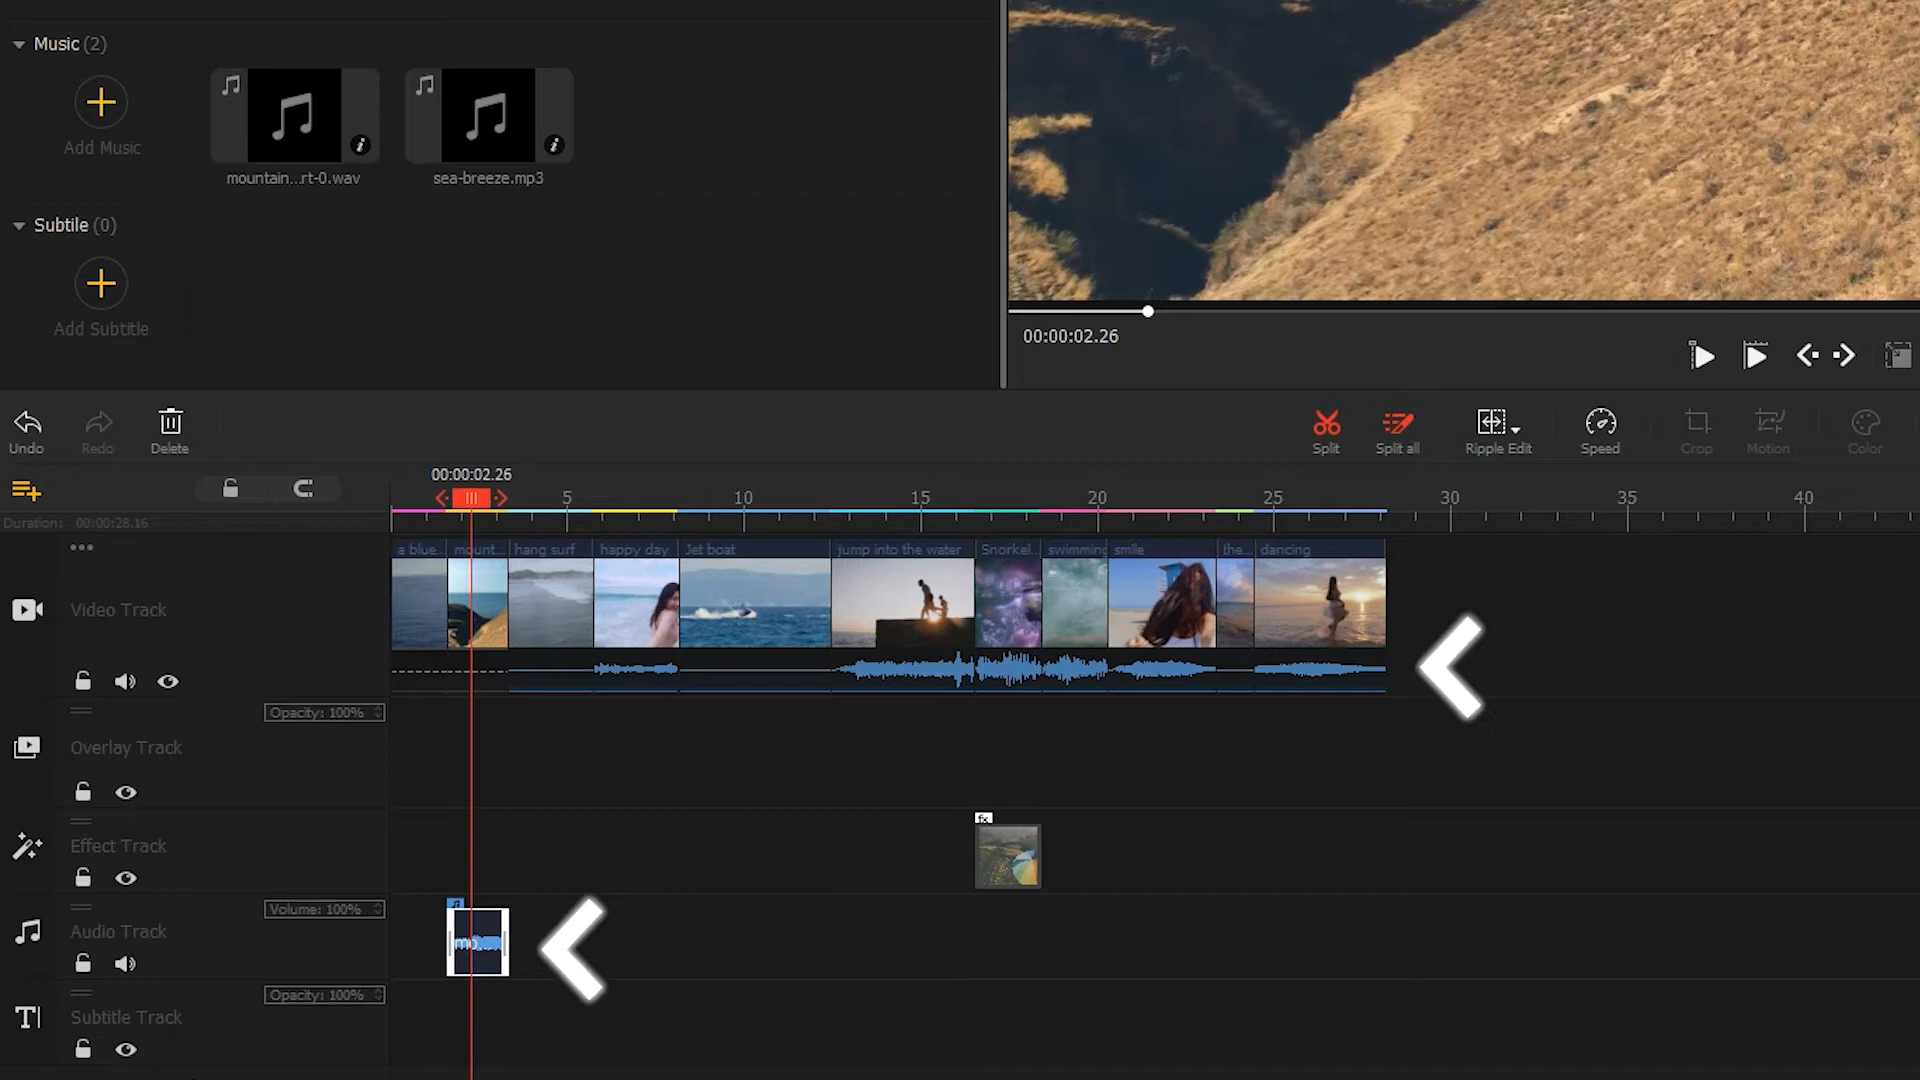 Music (2)
Add Music
mountain...rt-0.wav
sea-breeze.mp3
Subtile (0)
Add Subtitle
00:00:02.26
Undo
Redo
Delete
Split
Split all
Ripple Edit
Speed
Crop
Motion
Color
00:00:02.26
5
10
15
20
25
30
35
40
Duration: 00:00:28.16
a blue...
mount...
hang surf
happy day
Jet boat
jump into the water
Snorkel...
swimming
smile
the...
dancing
Video Track
Opacity: 100%
Overlay Track
fx
Effect Track
Volume: 100%
Audio Track
mo...
Opacity: 100%
Subtitle Track